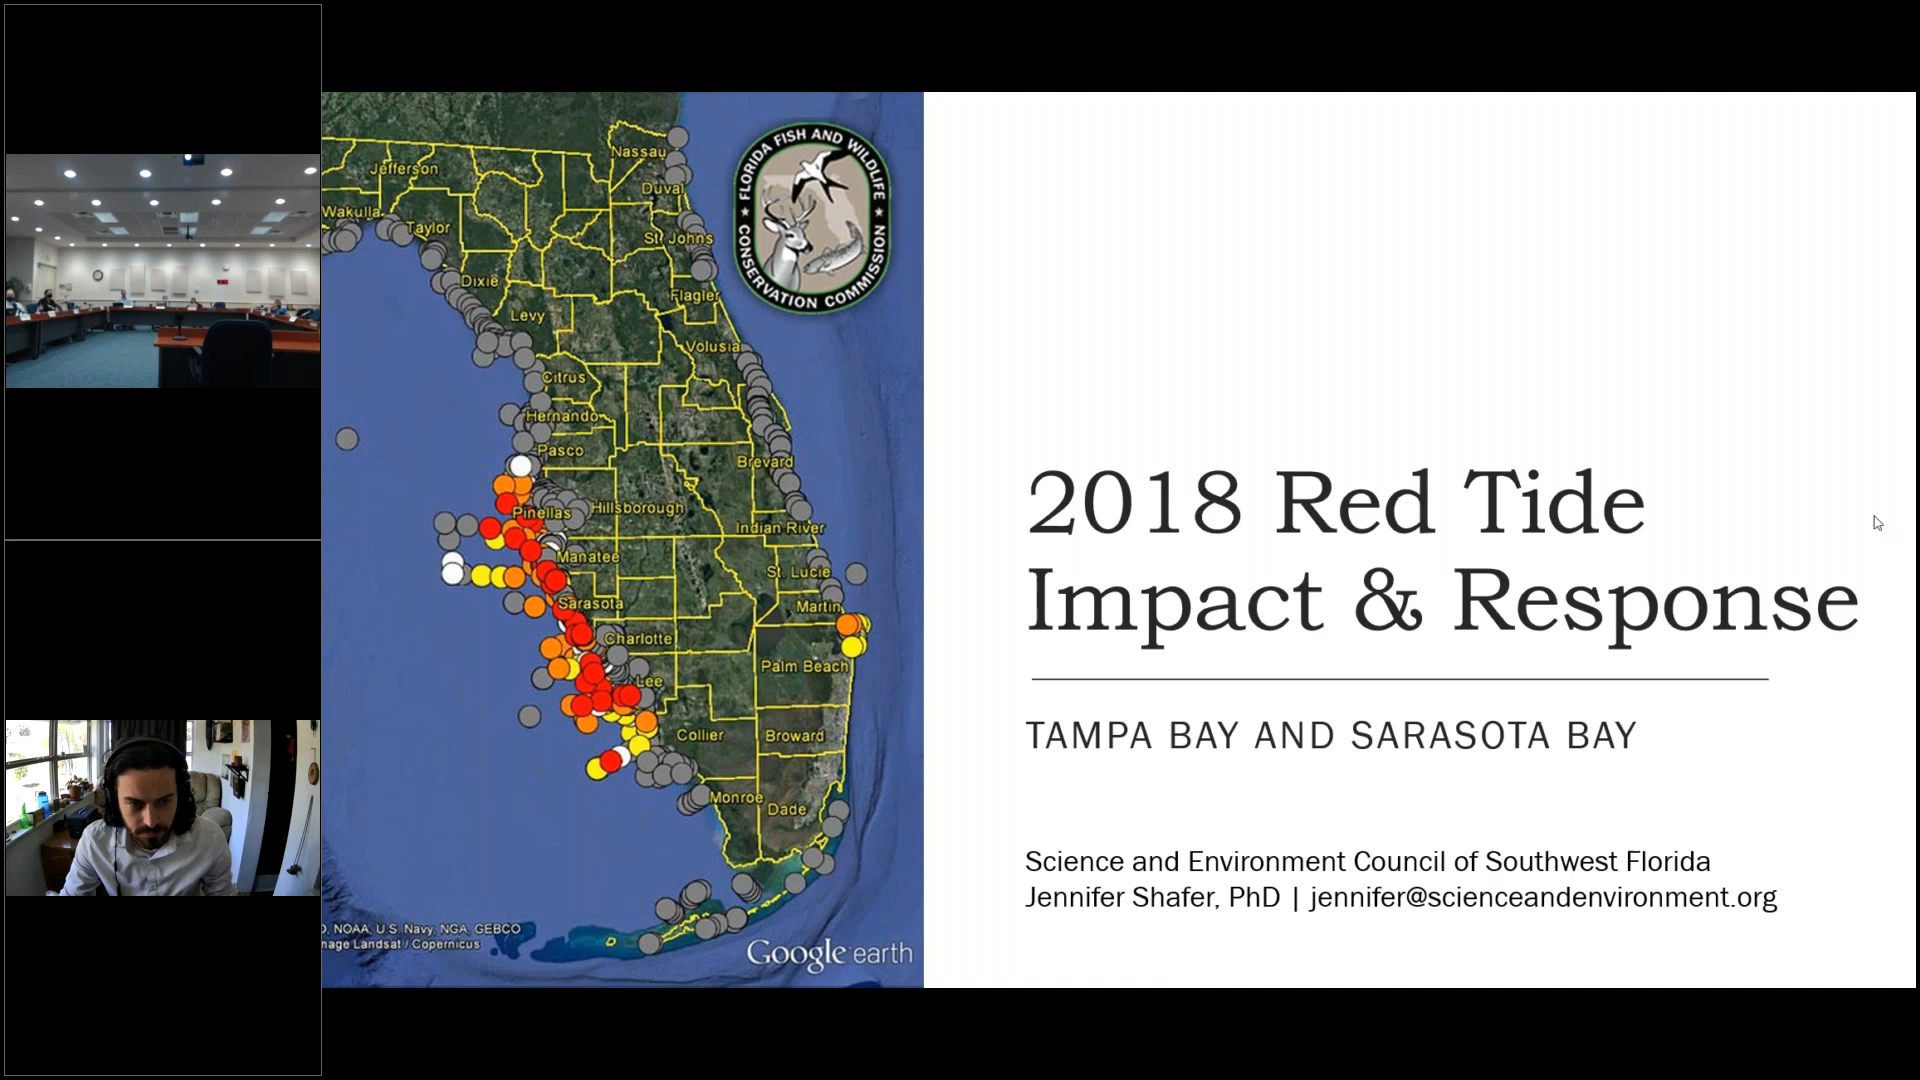 FLORIDA FISH AND WILDLIFE
CONSERVATION COMMISSION
Nassau
Jefferson
Duval
Wakulla
Taylor
St. Johns
Dixie
Flagler
Levy
Volusia
Citrus
Hernando
Pasco
Brevard
Pinellas
Hillsborough
Indian River
Manatee
St. Lucie
Sarasota
Martin
Charlotte
Palm Beach
Lee
Collier
Broward
Monroe
Dade
NOAA, U.S. Navy, NGA, GEBCO
Landsat / Copernicus
Google earth
2018 Red Tide
Impact & Response
TAMPA BAY AND SARASOTA BAY
Science and Environment Council of Southwest Florida
Jennifer Shafer, PhD | jennifer@scienceandenvironment.org